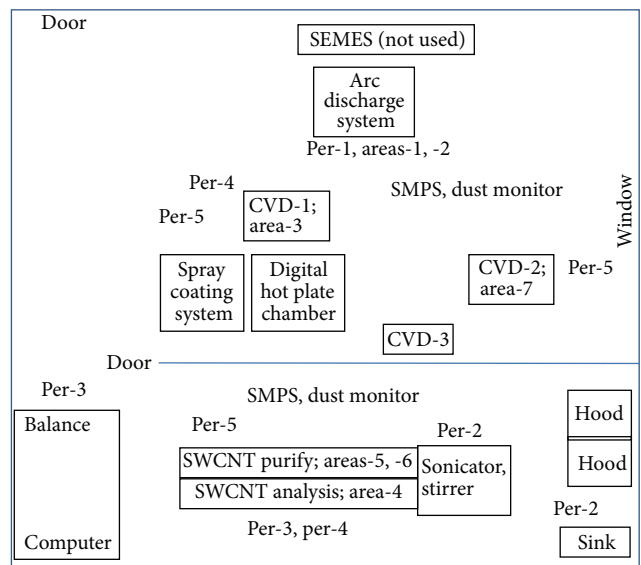 Door
SEMES (not used)
Arc
discharge
system
Per-1, areas-1, -2
Per-4
SMPS, dust monitor
Per-5
CVD-1;
area-3
Window
Spray
coating
system
Digital
hot plate
chamber
CVD-2;
area-7
Per-5
CVD-3
Door
Per-3
SMPS, dust monitor
Balance
Per-5
Per-2
Hood
SWCNT purify; areas-5, -6
Sonicator,
stirrer
Hood
SWCNT analysis; area-4
Per-2
Per-3, per-4
Computer
Sink